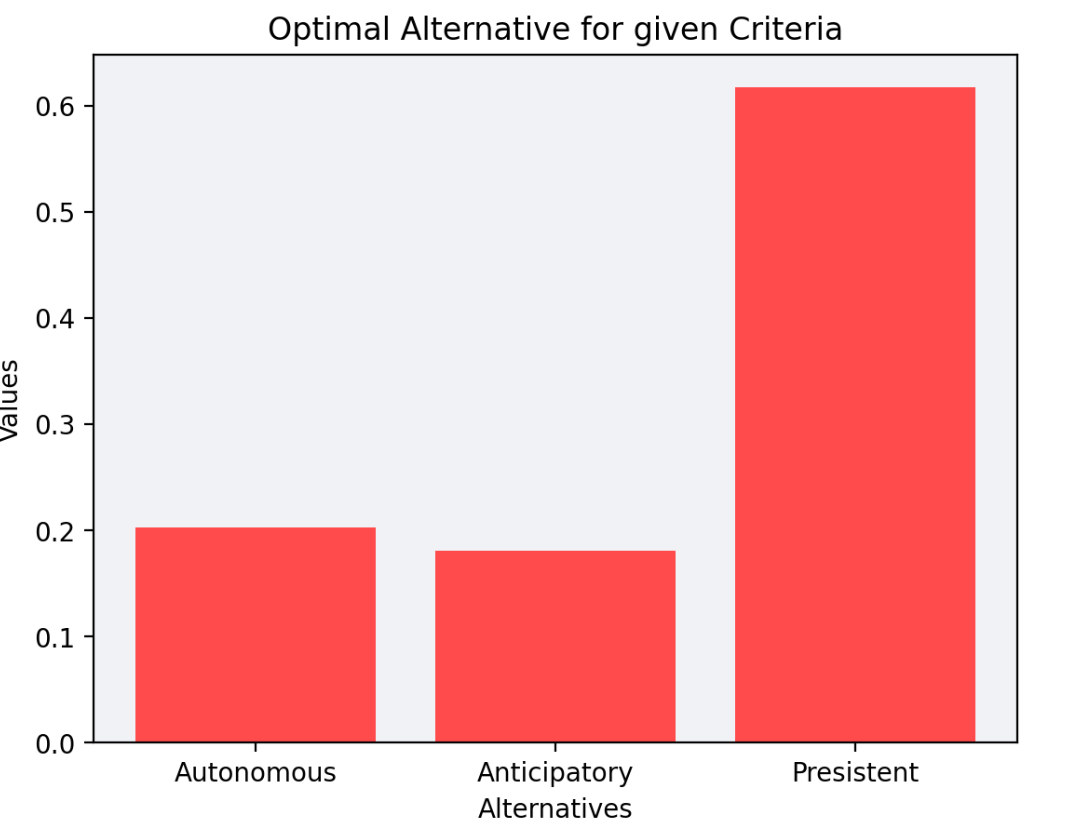 Optimal Alternative for given Criteria
Values
0.6
0.5
0.4
0.3
0.2
0.1
0.0
Autonomous Anticipatory Presistent
Alternatives